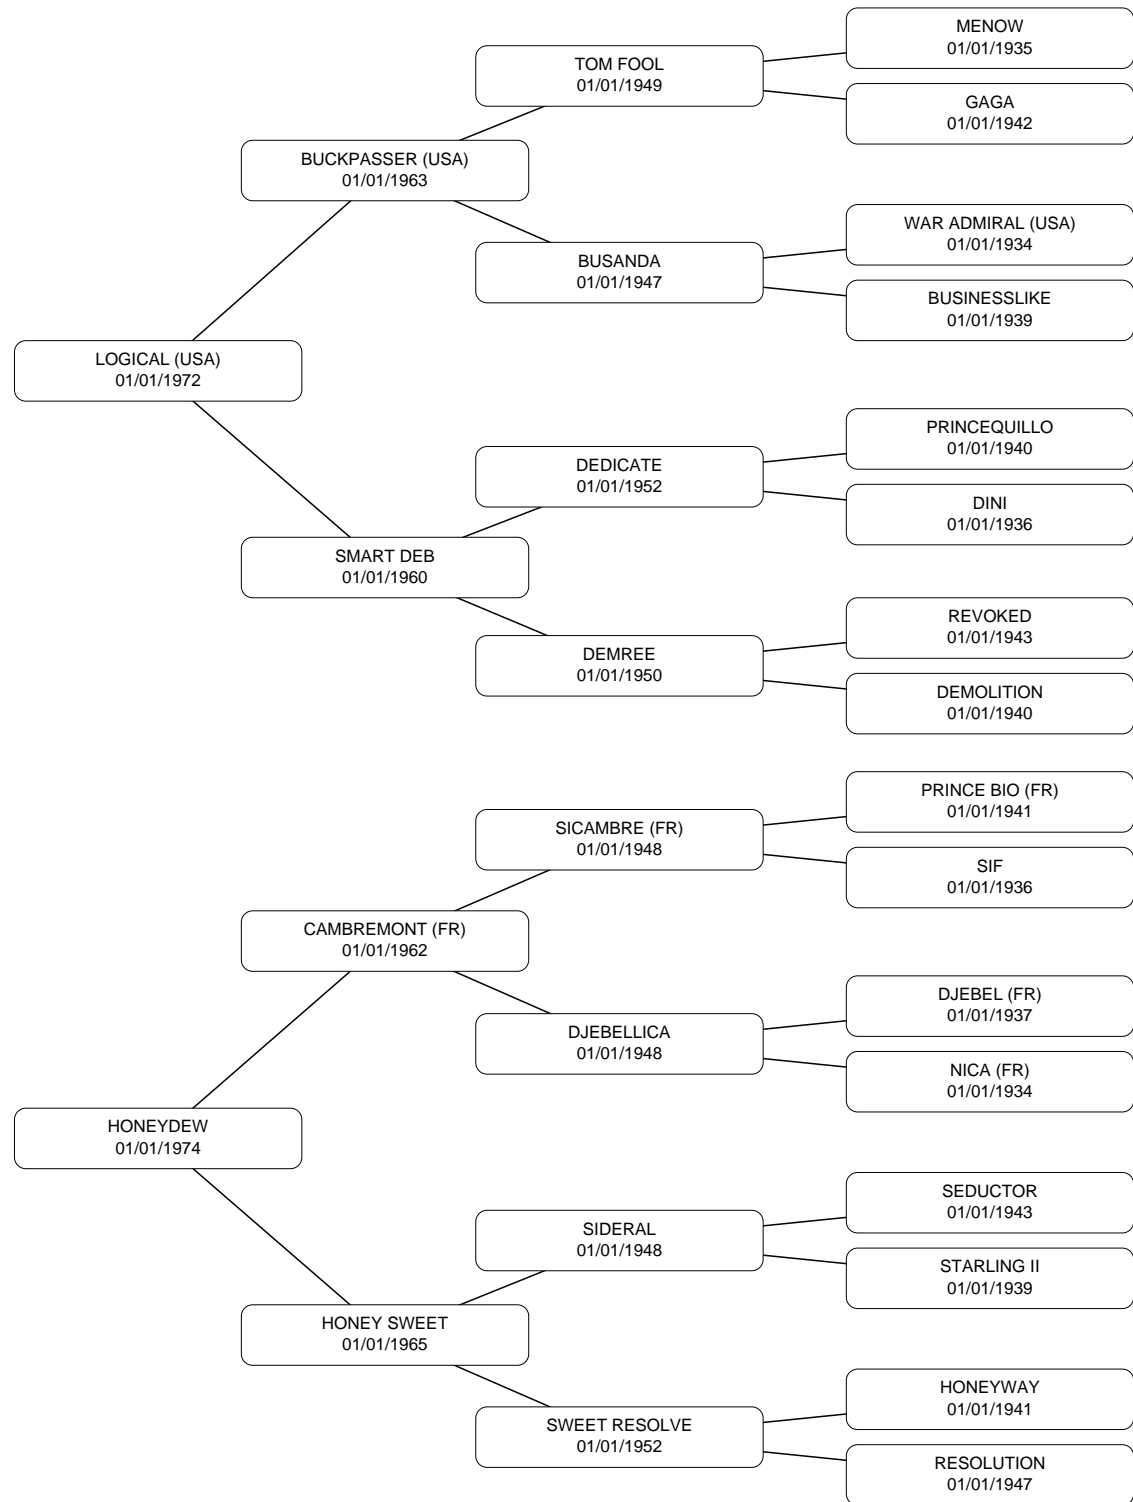 MENOW
01/01/1935
TOM FOOL
01/01/1949
GAGA
01/01/1942
BUCKPASSER (USA)
01/01/1963
WAR ADMIRAL (USA)
01/01/1934
BUSANDA
01/01/1947
BUSINESSLIKE
01/01/1939
LOGICAL (USA)
01/01/1972
PRINCEQUILLO
01/01/1940
DEDICATE
01/01/1952
DINI
01/01/1936
SMART DEB
01/01/1960
REVOKED
01/01/1943
DEMREE
01/01/1950
DEMOLITION
01/01/1940
PRINCE BIO (FR)
01/01/1941
SICAMBRE (FR)
01/01/1948
SIF
01/01/1936
CAMBREMONT (FR)
01/01/1962
DJEBEL (FR)
01/01/1937
DJEBELLICA
01/01/1948
NICA (FR)
01/01/1934
HONEYDEW
01/01/1974
SEDUCTOR
01/01/1943
SIDERAL
01/01/1948
STARLING II
01/01/1939
HONEY SWEET
01/01/1965
HONEYWAY
01/01/1941
SWEET RESOLVE
01/01/1952
RESOLUTION
01/01/1947